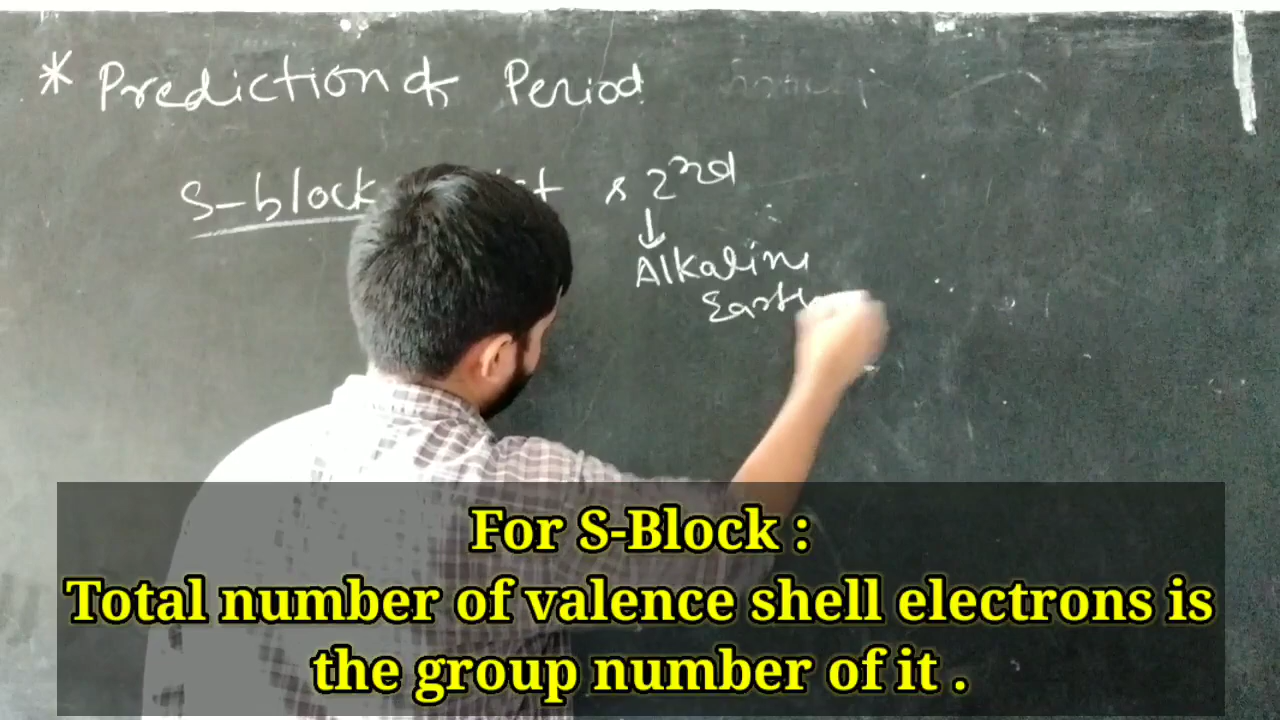 * Prediction of Period
S-block
& 2nd
↓
Alkaline
Earth
For S-Block :
Total number of valence shell electrons is
the group number of it .